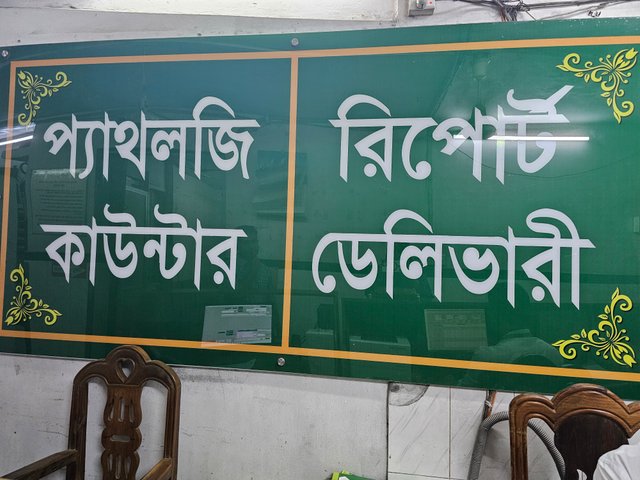 প্যাথলজি
কাউন্টার
রিপোর্ট
ডেলিভারী